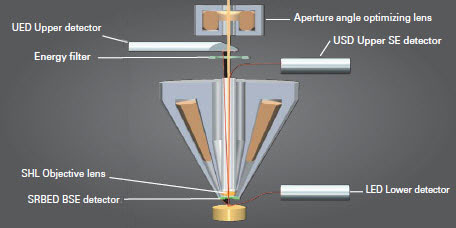 UED Upper detector
Aperture angle optimizing lens
USD Upper SE detector
Energy filter
SHL Objective lens
SRBED BSE detector
LED Lower detector